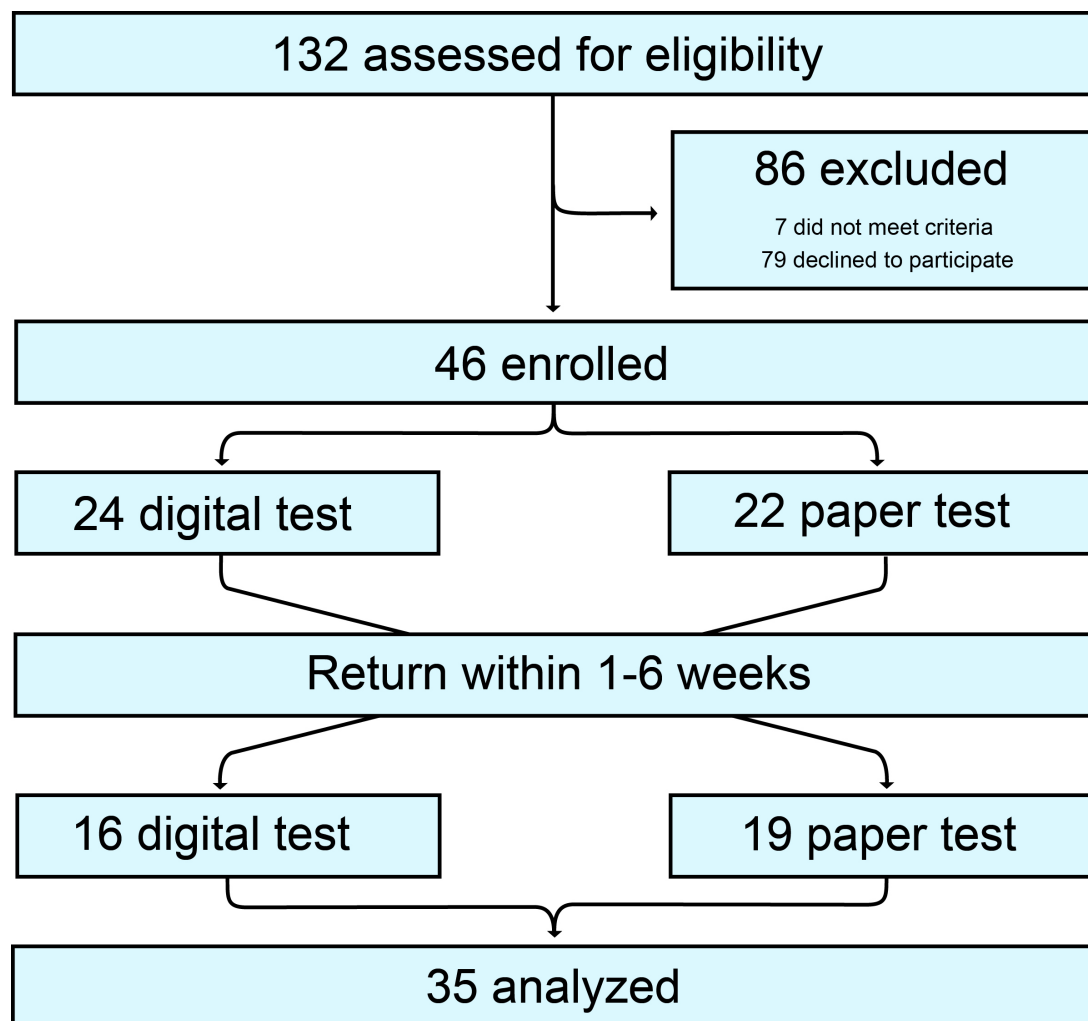 132 assessed for eligibility
86 excluded
7 did not meet criteria
79 declined to participate
46 enrolled
24 digital test
22 paper test
Return within 1-6 weeks
16 digital test
19 paper test
35 analyzed